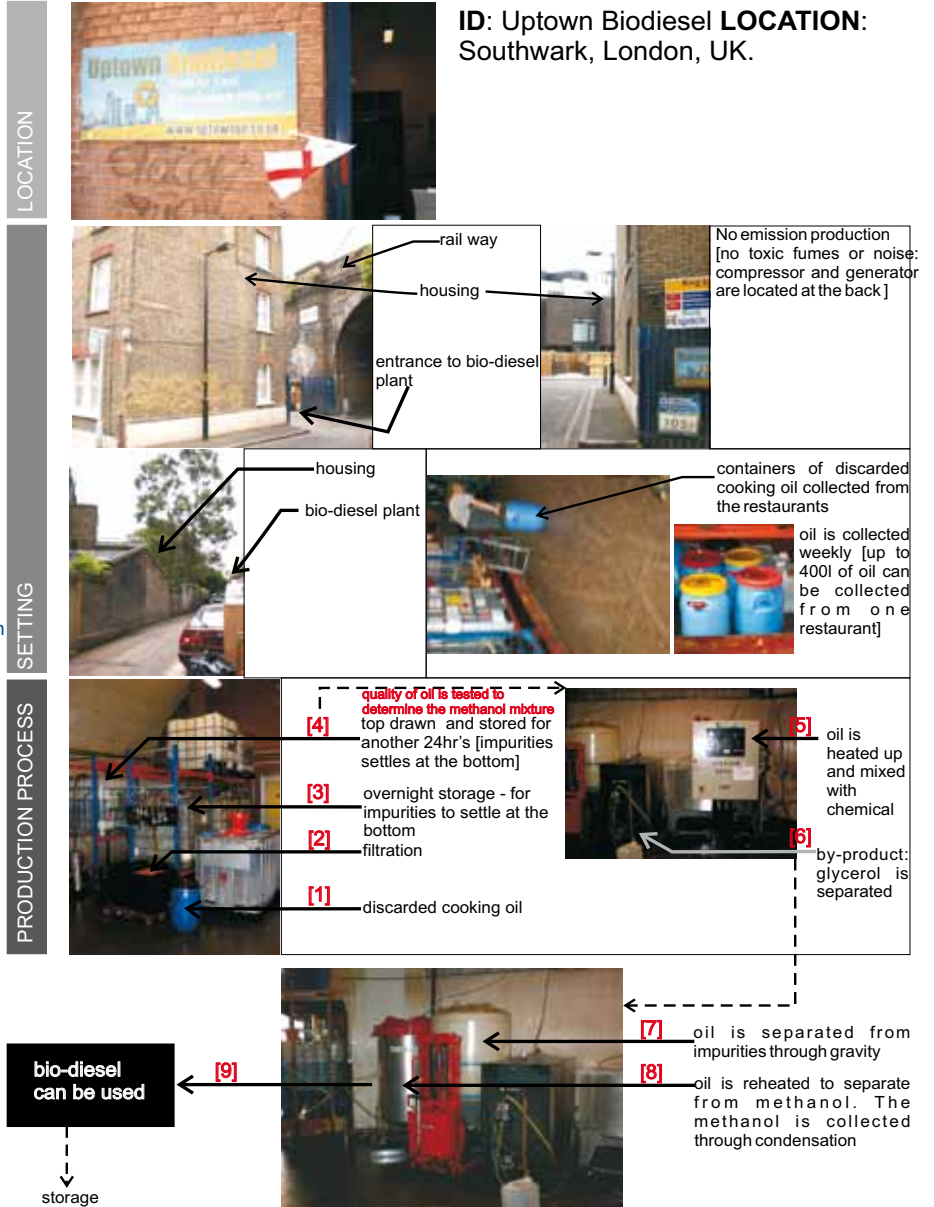 ID: Uptown Biodiesel LOCATION:
Southwark, London, UK.
LOCATION
Uptown Biodiesel
SETTING
rail way
housing
entrance to bio-diesel
plant
No emission production
[no toxic fumes or noise:
compressor and generator
are located at the back ]
housing
bio-diesel plant
containers of discarded
cooking oil collected from
the restaurants
oil is collected
weekly [up to
400l of oil can
be collected
from one
restaurant]
n
PRODUCTION PROCESS
quality of oil is tested to
determine the methanol mixture
[4]
top drawn and stored for
another 24hr's [impurities
settles at the bottom]
[3]
overnight storage - for
impurities to settle at the
bottom
[2]
filtration
[1]
discarded cooking oil
[5]
oil is
heated up
and mixed
with
chemical
[6]
by-product:
glycerol is
separated
[7]
oil is separated from
impurities through gravity
[8]
oil is reheated to separate
from methanol. The
methanol is collected
through condensation
[9]
bio-diesel
can be used
storage